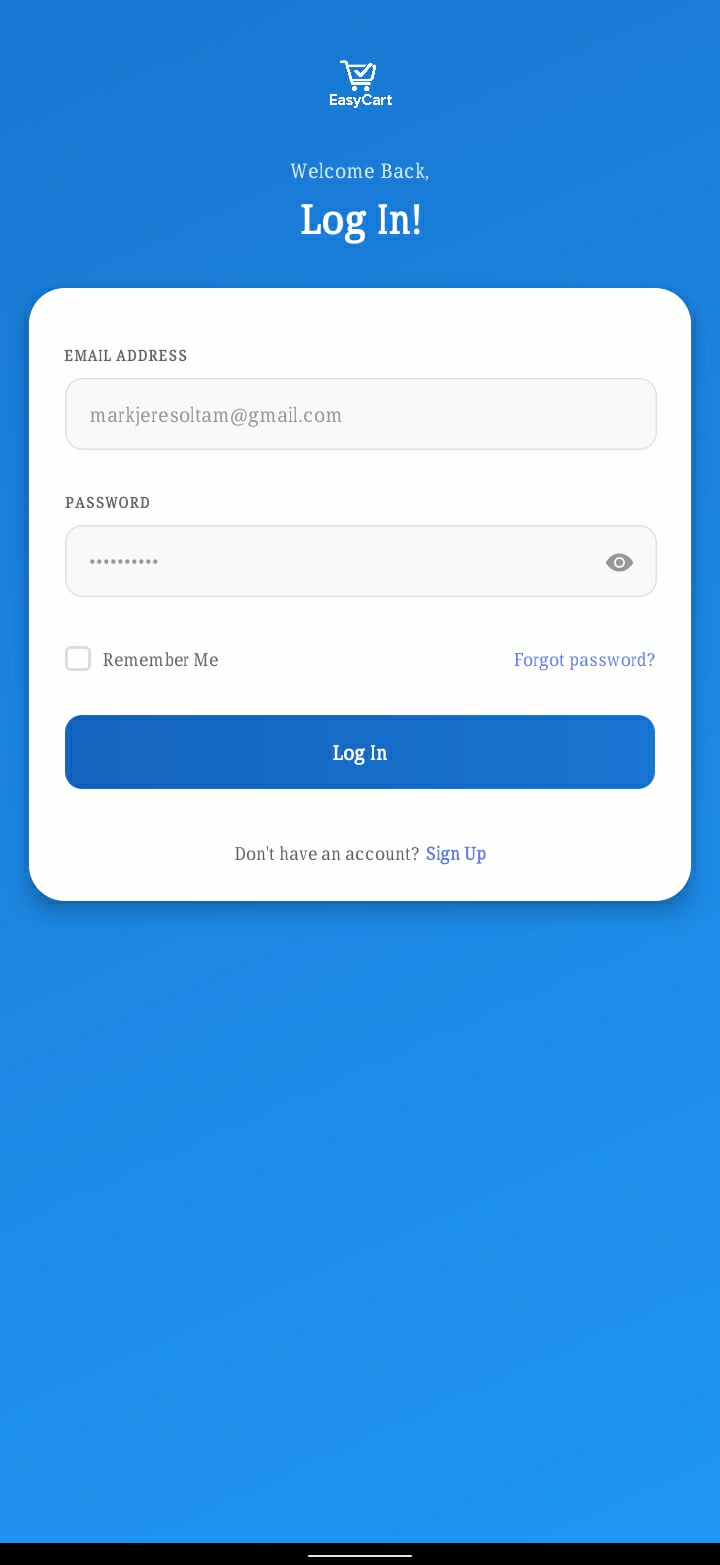 EasyCart
Welcome Back,
Log In!
EMAIL ADDRESS
markjeresoltam@gmail.com
PASSWORD
••••••••••
Remember Me
Forgot password?
Log In
Don't have an account? Sign Up